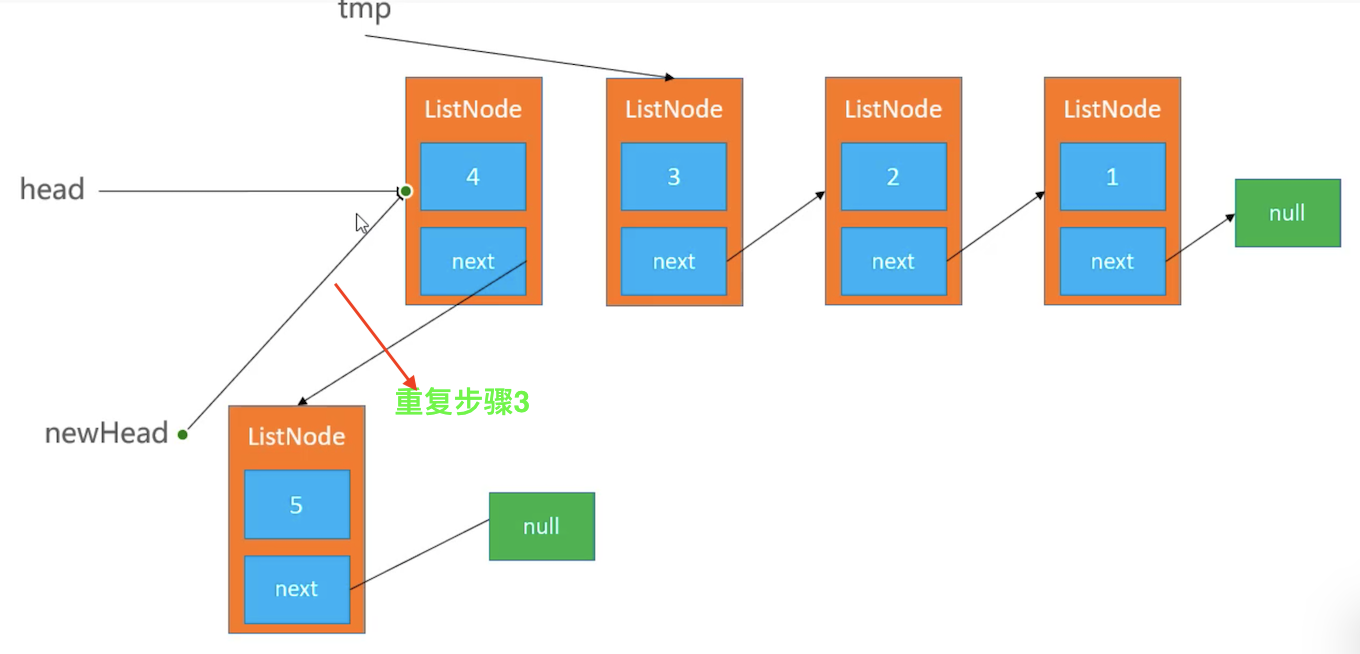 tmp
ListNode
ListNode
ListNode
ListNode
head
4
3
2
1
null
next
next
next
next
重复步骤3
newHead
ListNode
5
null
next